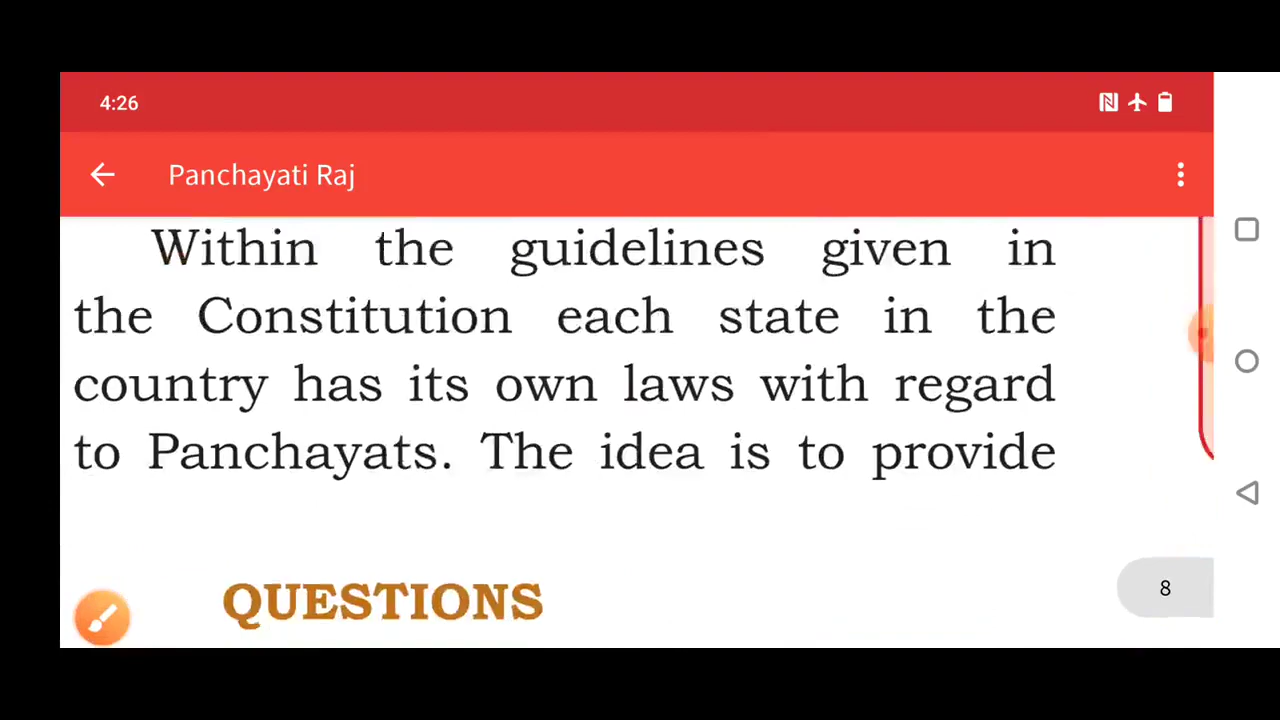 4:26
Panchayati Raj
Within the guidelines given in
the Constitution each state in the
country has its own laws with regard
to Panchayats. The idea is to provide
QUESTIONS
8